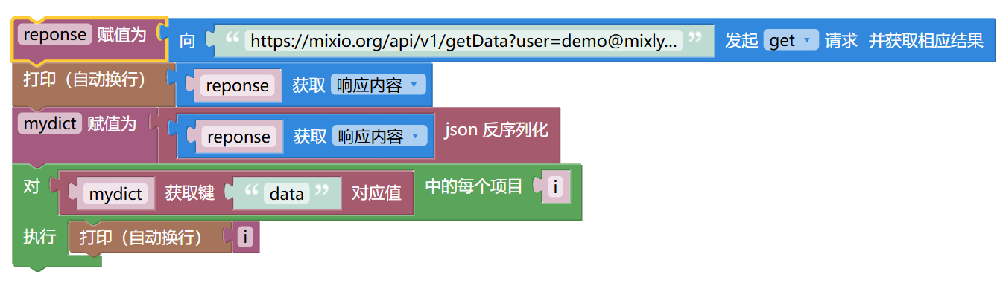 reponse 赋值为 向 “ https://mixio.org/api/v1/getData?user=demo@mixly... ” 发起 get 请求 并获取相应结果
打印（自动换行） reponse 获取 响应内容
mydict 赋值为 reponse 获取 响应内容 json 反序列化
对 mydict 获取键 “ data ” 对应值 中的每个项目 i
执行 打印（自动换行） i